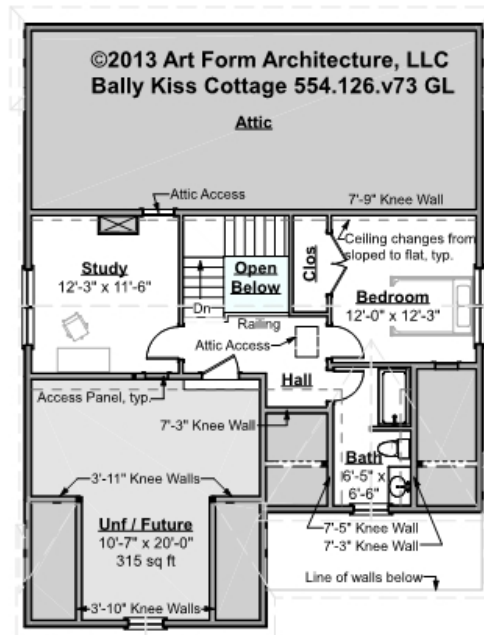 ©2013 Art Form Architecture, LLC
Bally Kiss Cottage 554.126.v73 GL
Attic
Attic Access
7'-9" Knee Wall
Ceiling changes from
sloped to flat, typ.
Study
12'-3" x 11'-6"
Open
Below
Clos
Bedroom
12'-0" x 12'-3"
Dn
Railing
Attic Access
Hall
Access Panel, typ.
7'-3" Knee Wall
Bath
6'-5" x
6'-6"
3'-11" Knee Walls
Unf / Future
10'-7" x 20'-0"
315 sq ft
7'-5" Knee Wall
7'-3" Knee Wall
Line of walls below
3'-10" Knee Walls